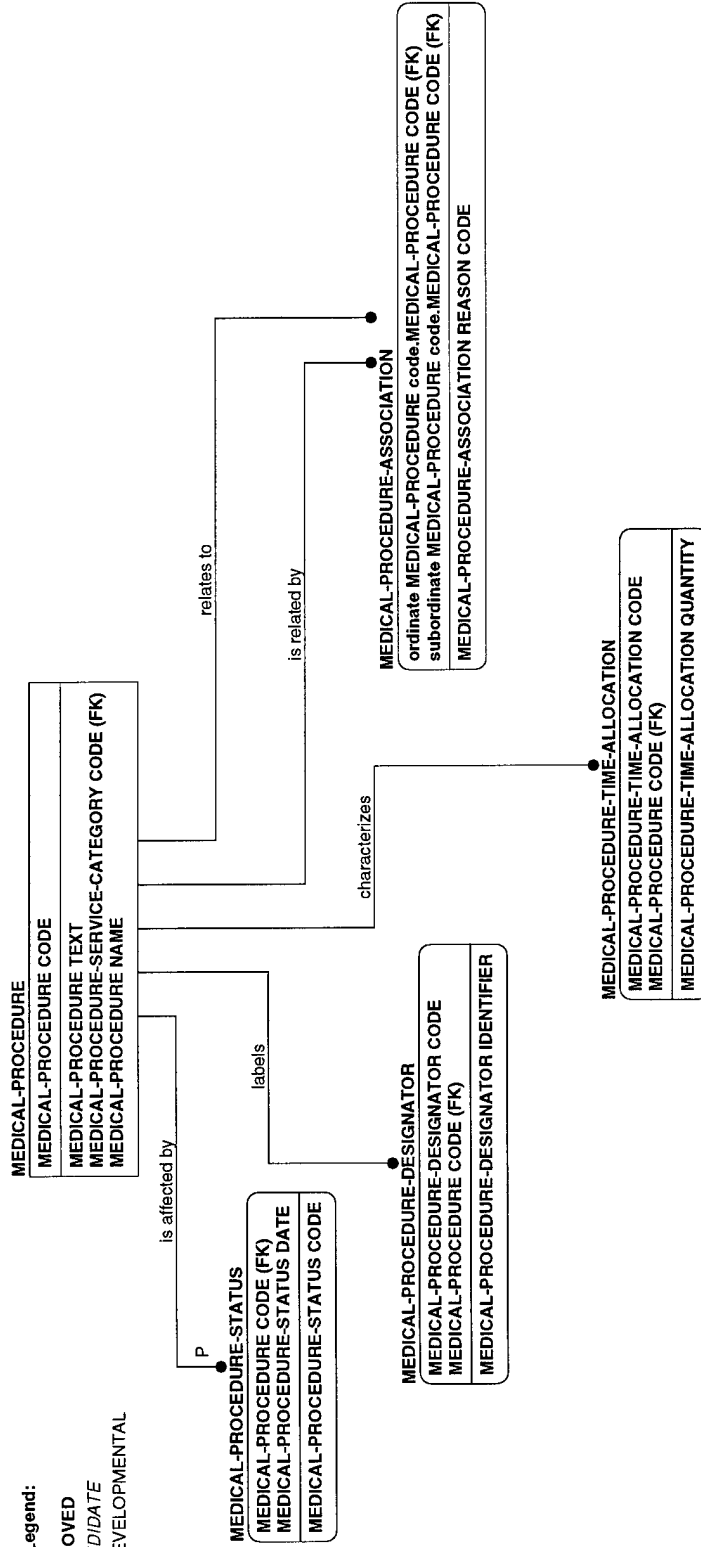 Legend:
OVED
DIDATE
EVELOPMENTAL
MEDICAL-PROCEDURE
MEDICAL-PROCEDURE CODE
MEDICAL-PROCEDURE TEXT
MEDICAL-PROCEDURE-SERVICE-CATEGORY CODE (FK)
MEDICAL-PROCEDURE NAME
is affected by
P
labels
characterizes
is related by
relates to
MEDICAL-PROCEDURE-STATUS
MEDICAL-PROCEDURE CODE (FK)
MEDICAL-PROCEDURE-STATUS DATE
MEDICAL-PROCEDURE-STATUS CODE
MEDICAL-PROCEDURE-DESIGNATOR
MEDICAL-PROCEDURE-DESIGNATOR CODE
MEDICAL-PROCEDURE CODE (FK)
MEDICAL-PROCEDURE-DESIGNATOR IDENTIFIER
MEDICAL-PROCEDURE-TIME-ALLOCATION
MEDICAL-PROCEDURE-TIME-ALLOCATION CODE
MEDICAL-PROCEDURE CODE (FK)
MEDICAL-PROCEDURE-TIME-ALLOCATION QUANTITY
MEDICAL-PROCEDURE-ASSOCIATION
ordinate MEDICAL-PROCEDURE code.MEDICAL-PROCEDURE CODE (FK)
subordinate MEDICAL-PROCEDURE code.MEDICAL-PROCEDURE CODE (FK)
MEDICAL-PROCEDURE-ASSOCIATION REASON CODE